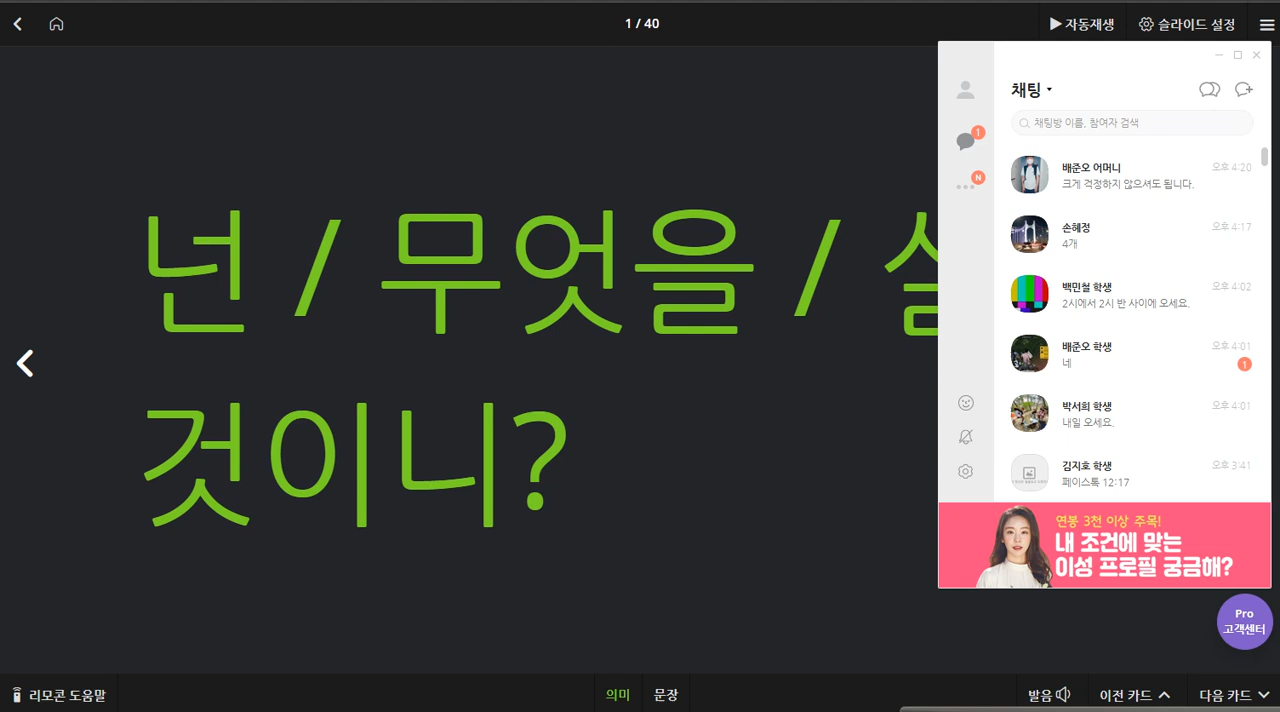 1 / 40
자동재생
슬라이드 설정
넌 / 무엇을 /
것이니?
채팅
채팅방 이름, 참여자 검색
1
N
배준오 어머니 오후 4:20
크게 걱정하지 않으셔도 됩니다.
손혜정 오후 4:17
4개
백민철 학생 오후 4:02
2시에서 2시 반 사이에 오세요.
배준오 학생 오후 4:01
네 1
박서희 학생 오후 4:01
내일 오세요.
김지호 학생 오후 3:41
페이스톡 12:17
연봉 3천 이상 주목!
내 조건에 맞는
이성 프로필 궁금해?
Pro
고객센터
리모콘 도움말
의미
문장
발음
이전 카드
다음 카드